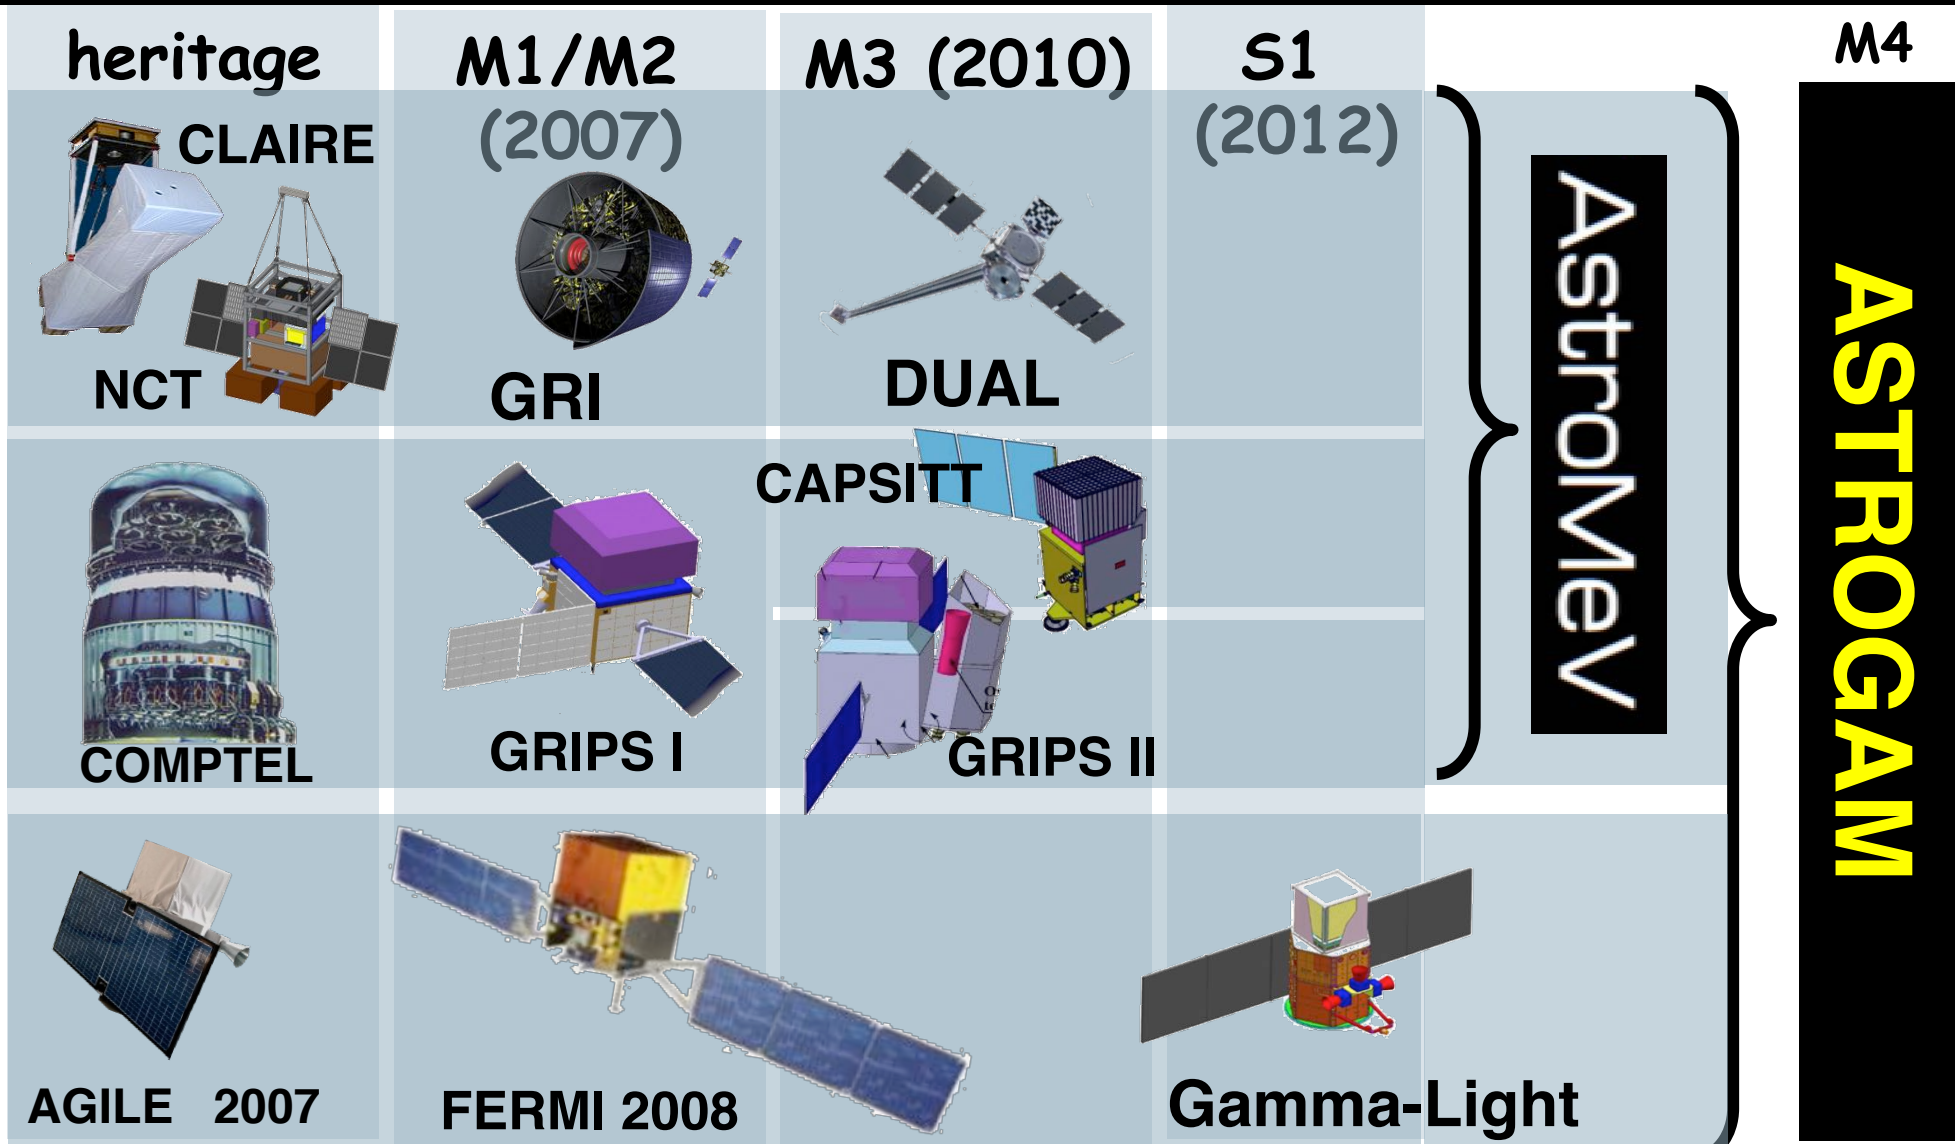 heritage
M1/M2
(2007)
M3 (2010)
S1
(2012)
M4
CLAIRE
NCT
GRI
DUAL
COMPTEL
GRIPS I
CAPSITT
GRIPS II
AGILE 2007
FERMI 2008
Gamma-Light
AstroMeV
ASTROGAM